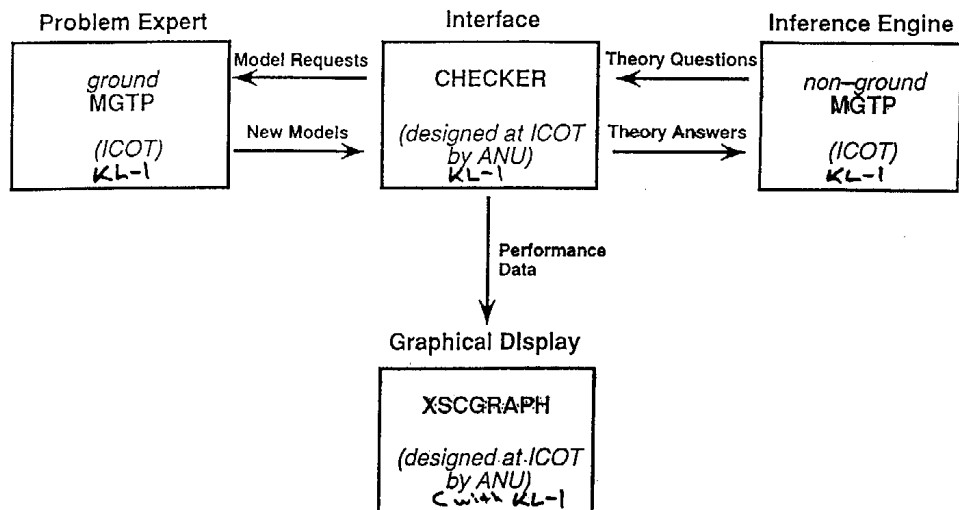 Problem Expert
ground
MGTP
(ICOT)
KL-1
Model Requests
New Models
Interface
CHECKER
(designed at ICOT
by ANU)
KL-1
Theory Questions
Theory Answers
Inference Engine
non-ground
MGTP
(ICOT)
KL-1
Performance
Data
Graphical DIsplay
XSCGRAPH
(designed at ICOT
by ANU)
C with KL-1